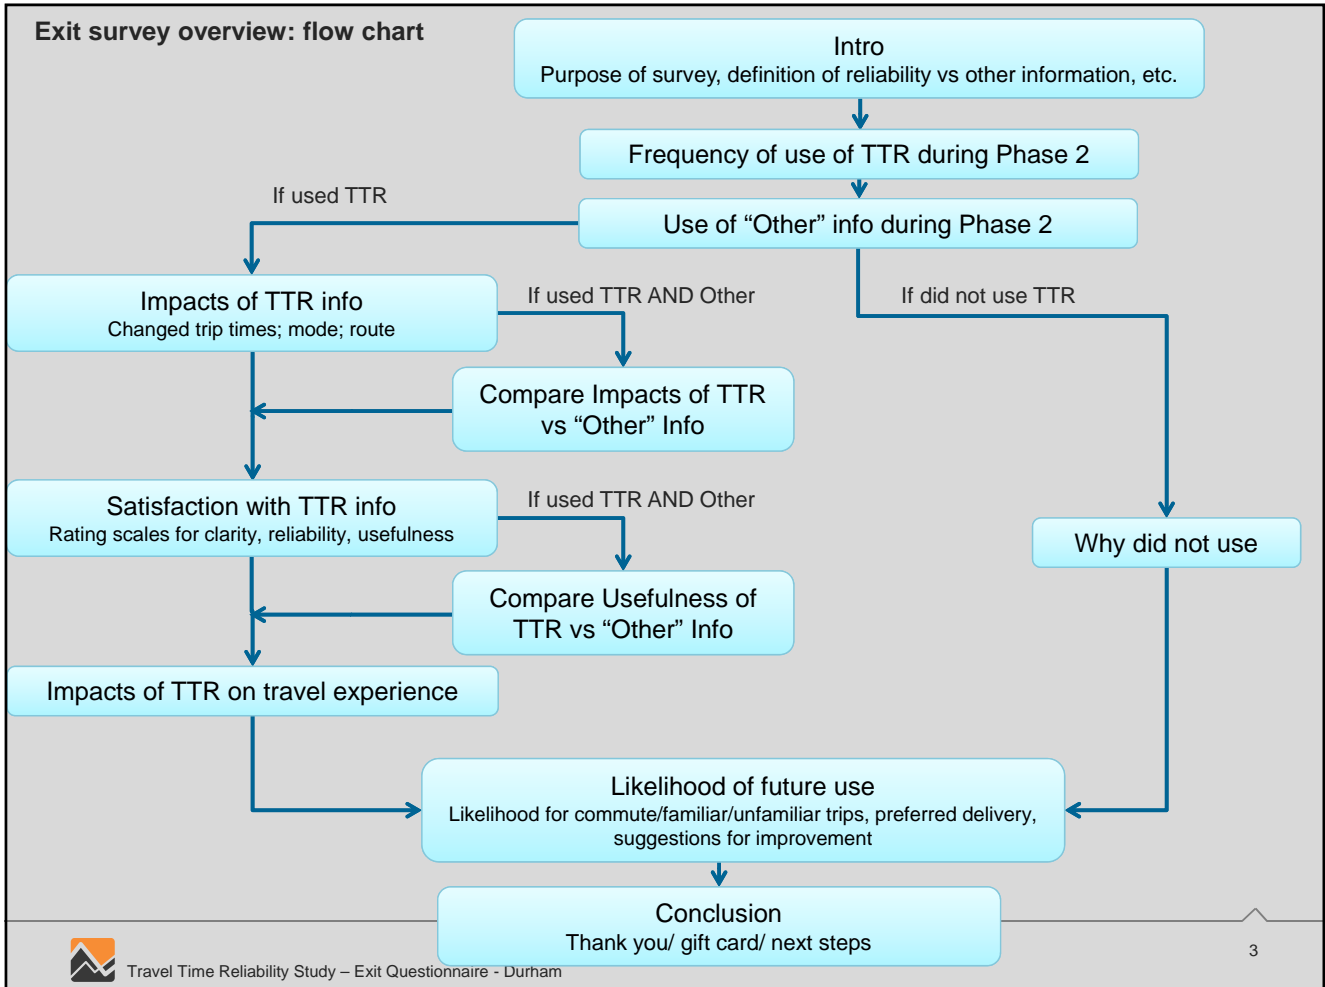 Exit survey overview: flow chart
Intro
Purpose of survey, definition of reliability vs other information, etc.
Frequency of use of TTR during Phase 2
If used TTR
Use of “Other” info during Phase 2
Impacts of TTR info
Changed trip times; mode; route
If used TTR AND Other
If did not use TTR
Compare Impacts of TTR
vs “Other” Info
Satisfaction with TTR info
Rating scales for clarity, reliability, usefulness
If used TTR AND Other
Why did not use
Compare Usefulness of
TTR vs “Other” Info
Impacts of TTR on travel experience
Likelihood of future use
Likelihood for commute/familiar/unfamiliar trips, preferred delivery,
suggestions for improvement
Conclusion
Thank you/ gift card/ next steps
Travel Time Reliability Study – Exit Questionnaire - Durham
3